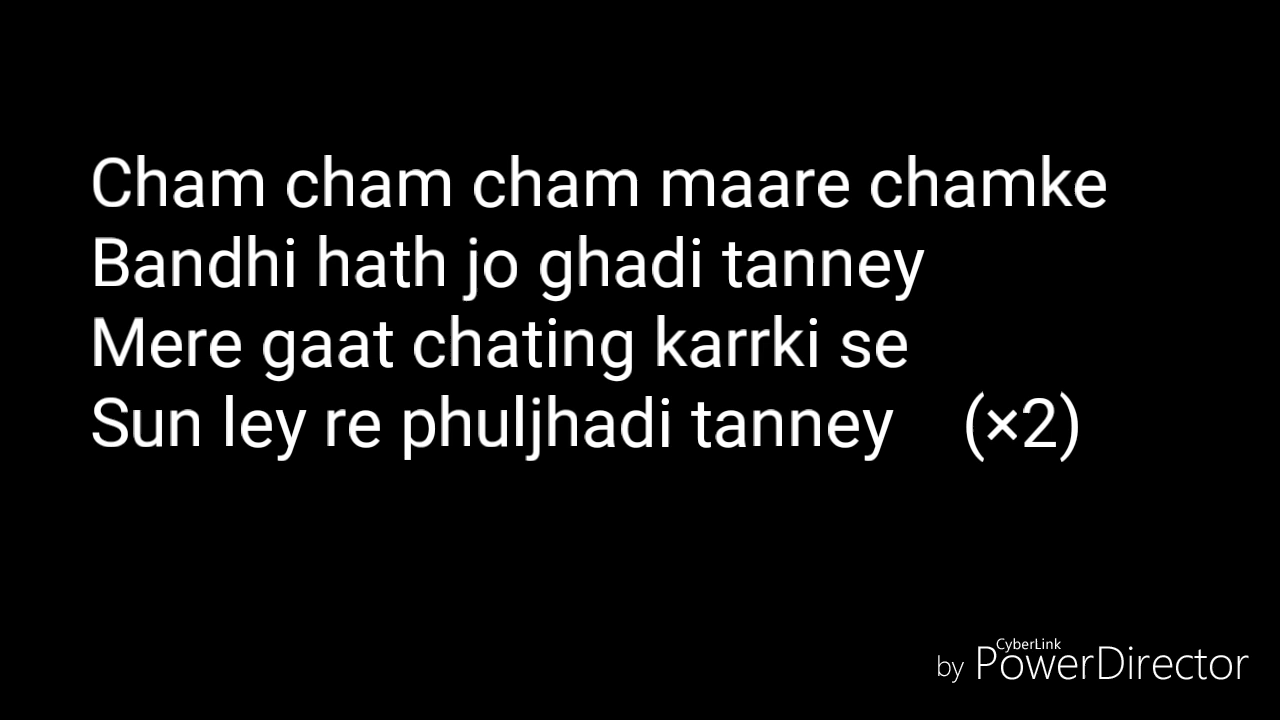 Cham cham cham maare chamke
Bandhi hath jo ghadi tanney
Mere gaat chating karrki se
Sun ley re phuljhadi tanney (×2)
by CyberLink PowerDirector